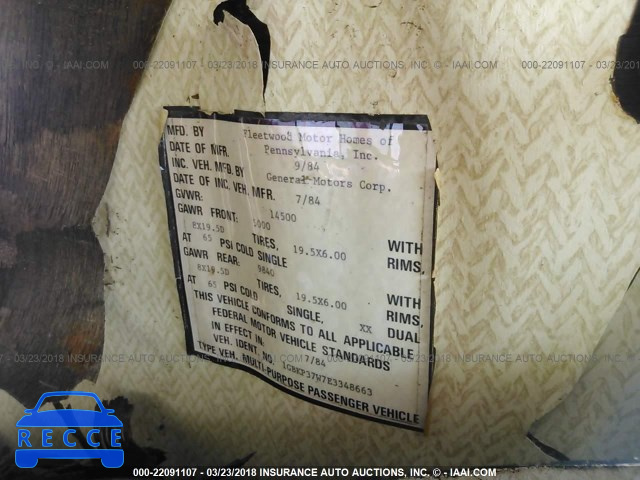 000-22091107 - 03/23/2018 INSURANCE AUTO AUCTIONS, INC. © - IAAI.COM
MFD. BY Fleetwood Motor Homes of
Pennsylvania, Inc.
DATE OF MFR. 9/84
INC. VEH. MFD. BY General Motors Corp.
DATE OF INC. VEH. MFR. 7/84
GVWR: 14500
GAWR FRONT: 5000 WITH
8X19.5D TIRES, 19.5X6.00 RIMS,
AT 65 PSI COLD SINGLE
GAWR REAR: 9840 WITH
8X19.5D TIRES, 19.5X6.00 RIMS,
AT 65 PSI COLD SINGLE, XX DUAL
THIS VEHICLE CONFORMS TO ALL APPLICABLE
FEDERAL MOTOR VEHICLE STANDARDS
IN EFFECT IN. 7/84
VEH. IDENT. NO. 1GBKP37W7E3348663
TYPE VEH. MULTI-PURPOSE PASSENGER VEHICLE
RECCE
000-22091107 - 03/23/2018 INSURANCE AUTO AUCTIONS, INC. © - IAAI.COM